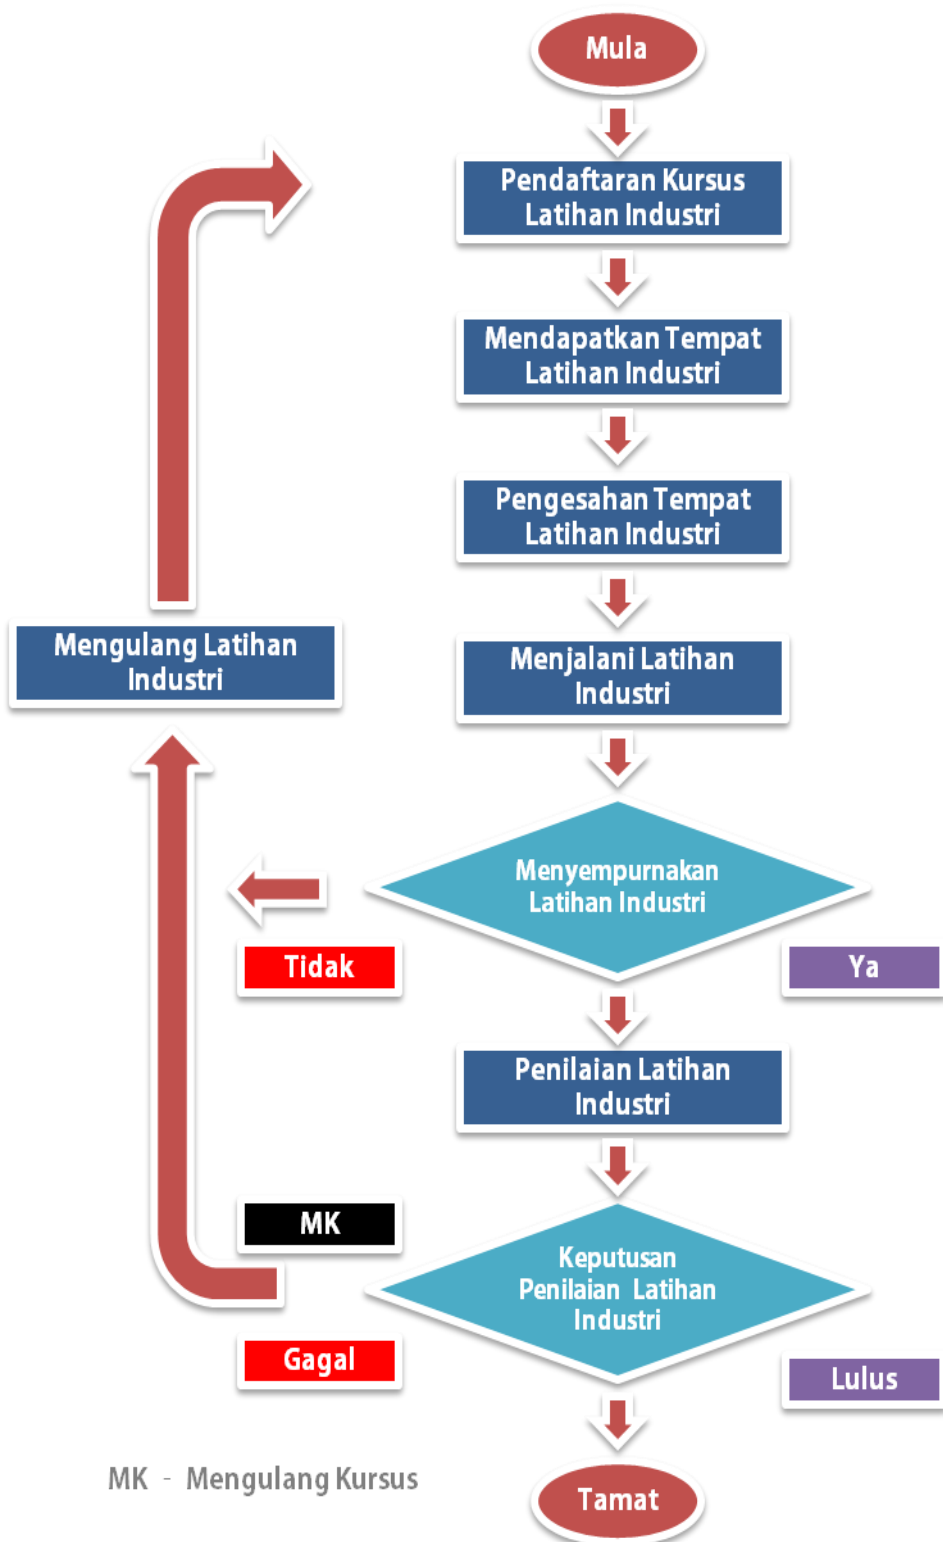 Mula
Pendaftaran Kursus
Latihan Industri
Mendapatkan Tempat
Latihan Industri
Pengesahan Tempat
Latihan Industri
Mengulang Latihan
Industri
Menjalani Latihan
Industri
Menyempurnakan
Latihan Industri
Tidak
Ya
Penilaian Latihan
Industri
MK
Keputusan
Penilaian Latihan
Industri
Gagal
Lulus
MK - Mengulang Kursus
Tamat